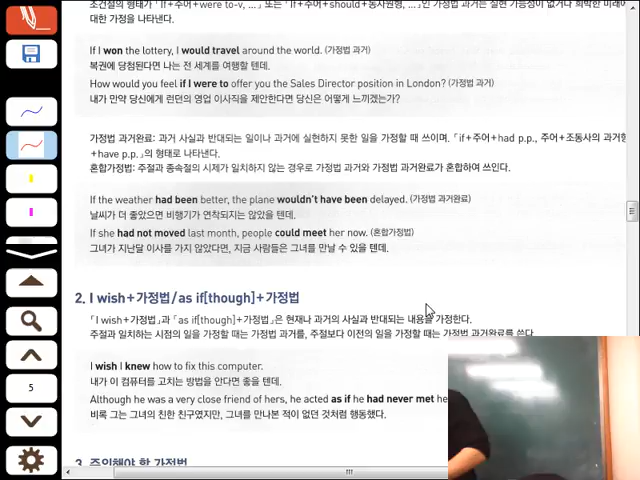 조건절의 형태가 「If+주어+were to-v, …」 또는 「If+주어+should+동사원형, …」인 가정법 과거는 실현 가능성이 없거나 희박한 미래에
대한 가정을 나타낸다.
If I won the lottery, I would travel around the world. (가정법 과거)
복권에 당첨된다면 나는 전 세계를 여행할 텐데.
How would you feel if I were to offer you the Sales Director position in London? (가정법 과거)
내가 만약 당신에게 런던의 영업 이사직을 제안한다면 당신은 어떻게 느끼겠는가?
가정법 과거완료: 과거 사실과 반대되는 일이나 과거에 실현하지 못한 일을 가정할 때 쓰이며, 「if+주어+had p.p., 주어+조동사의 과거형
+have p.p.」의 형태로 나타낸다.
혼합가정법: 주절과 종속절의 시제가 일치하지 않는 경우로 가정법 과거와 가정법 과거완료가 혼합하여 쓰인다.
If the weather had been better, the plane wouldn't have been delayed. (가정법 과거완료)
날씨가 더 좋았으면 비행기가 연착되지는 않았을 텐데.
If she had not moved last month, people could meet her now. (혼합가정법)
그녀가 지난달 이사를 가지 않았다면, 지금 사람들은 그녀를 만날 수 있을 텐데.
2. I wish+가정법/as if[though]+가정법
「I wish+가정법」과 「as if[though]+가정법」은 현재나 과거의 사실과 반대되는 내용을 가정한다.
주절과 일치하는 시점의 일을 가정할 때는 가정법 과거를, 주절보다 이전의 일을 가정할 때는 가정법 과거완료를 쓴다.
I wish I knew how to fix this computer.
내가 이 컴퓨터를 고치는 방법을 안다면 좋을 텐데.
Although he was a very close friend of hers, he acted as if he had never met he
비록 그는 그녀의 친한 친구였지만, 그녀를 만나본 적이 없던 것처럼 행동했다.
3. 주의해야 할 가정법
5